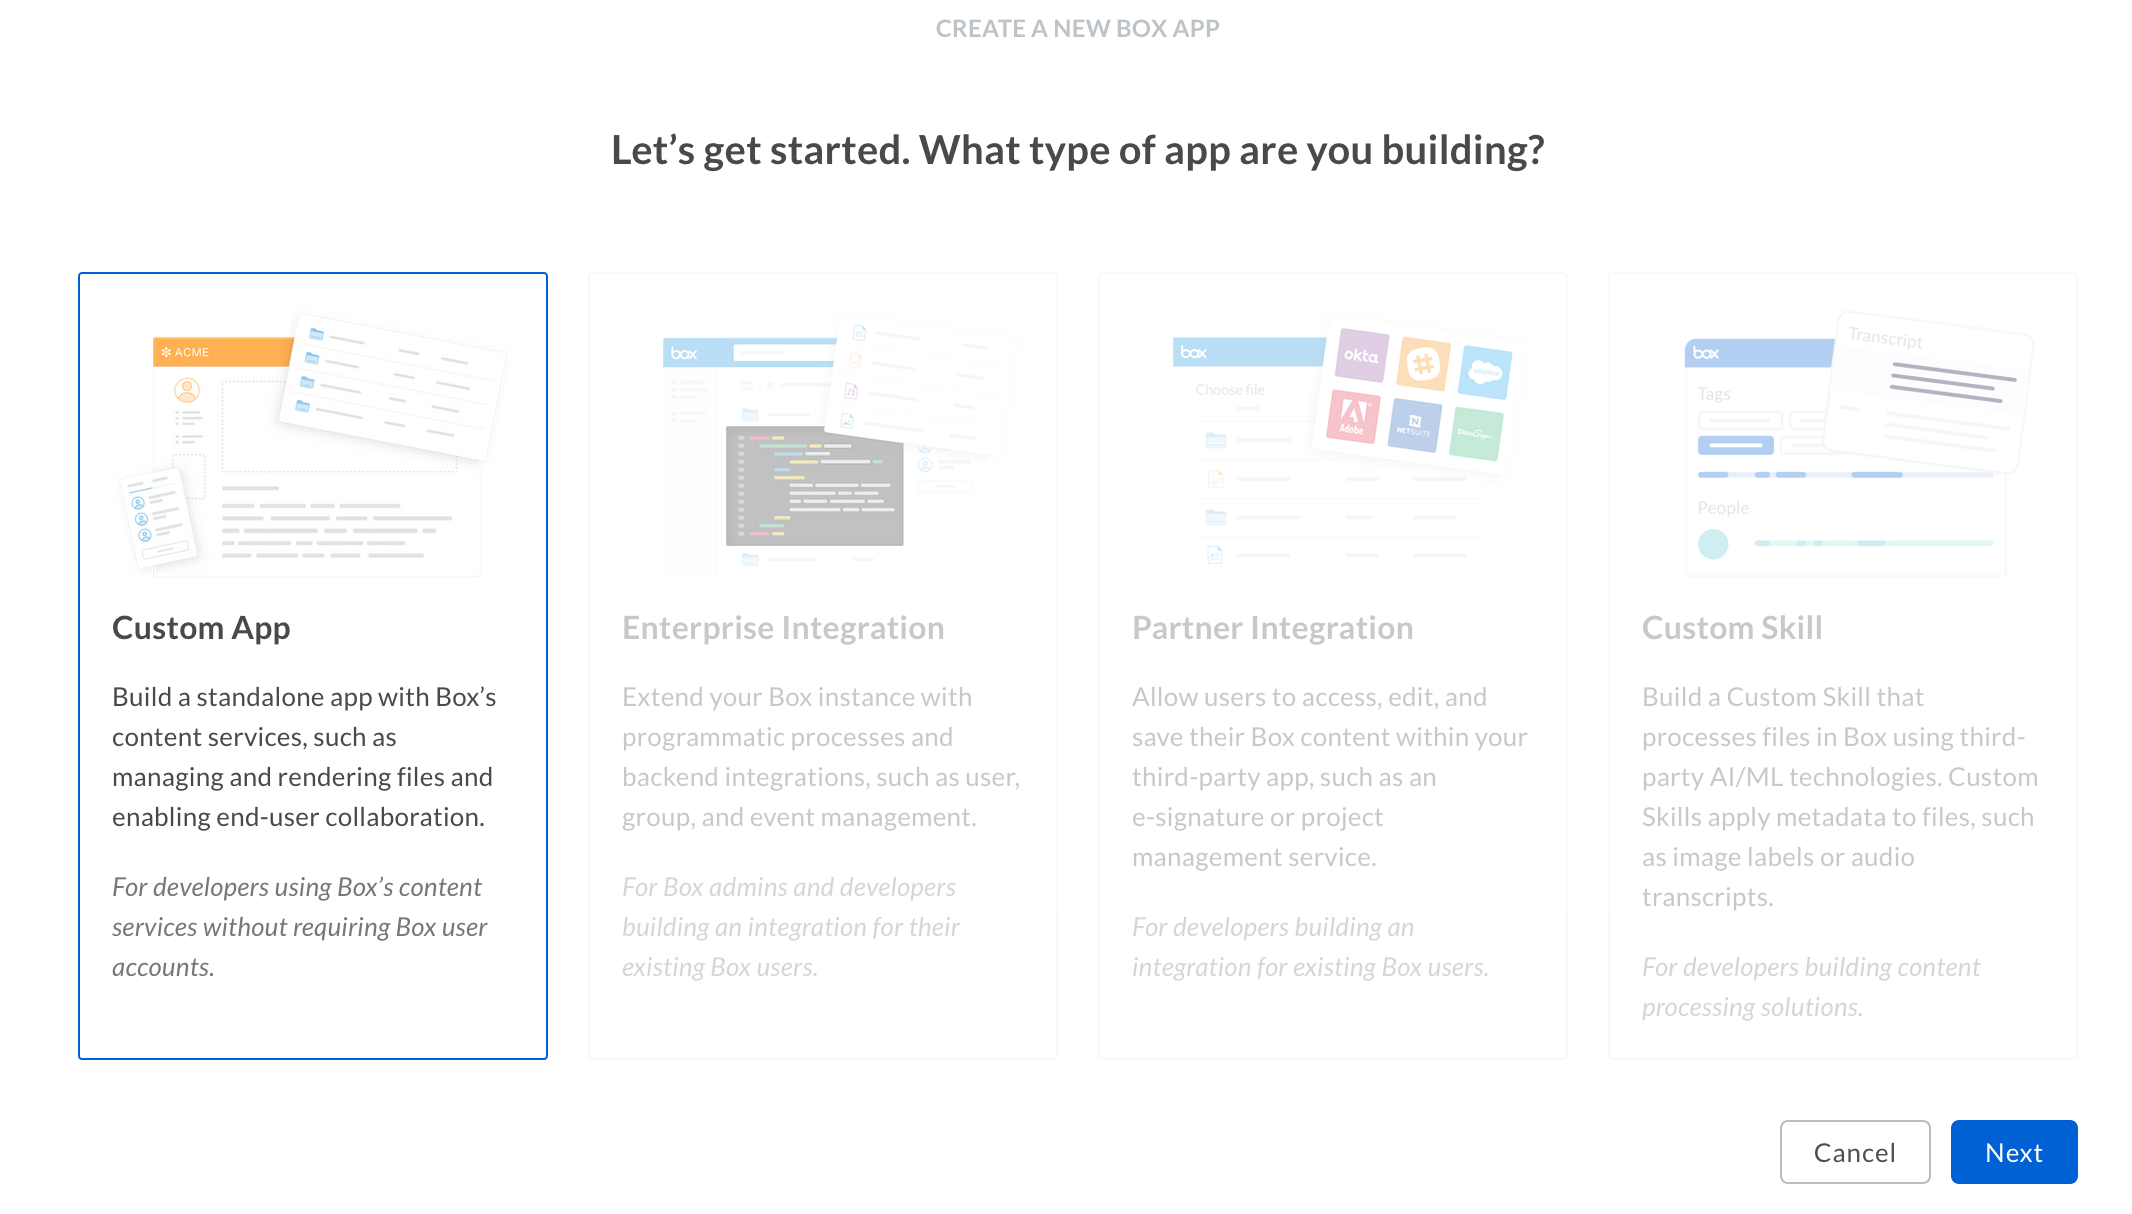 CREATE A NEW BOX APP
Let's get started. What type of app are you building?
✻ ACME
Custom App
Build a standalone app with Box’s
content services, such as
managing and rendering files and
enabling end-user collaboration.
For developers using Box’s content
services without requiring Box user
accounts.
box
Enterprise Integration
Extend your Box instance with
programmatic processes and
backend integrations, such as user,
group, and event management.
For Box admins and developers
building an integration for their
existing Box users.
box
Choose file
okta
salesforce
Adobe
N
NETSUITE
DocuSign
Partner Integration
Allow users to access, edit, and
save their Box content within your
third-party app, such as an
e-signature or project
management service.
For developers building an
integration for existing Box users.
box
Transcript
Tags
People
Custom Skill
Build a Custom Skill that
processes files in Box using third-
party AI/ML technologies. Custom
Skills apply metadata to files, such
as image labels or audio
transcripts.
For developers building content
processing solutions.
Cancel
Next